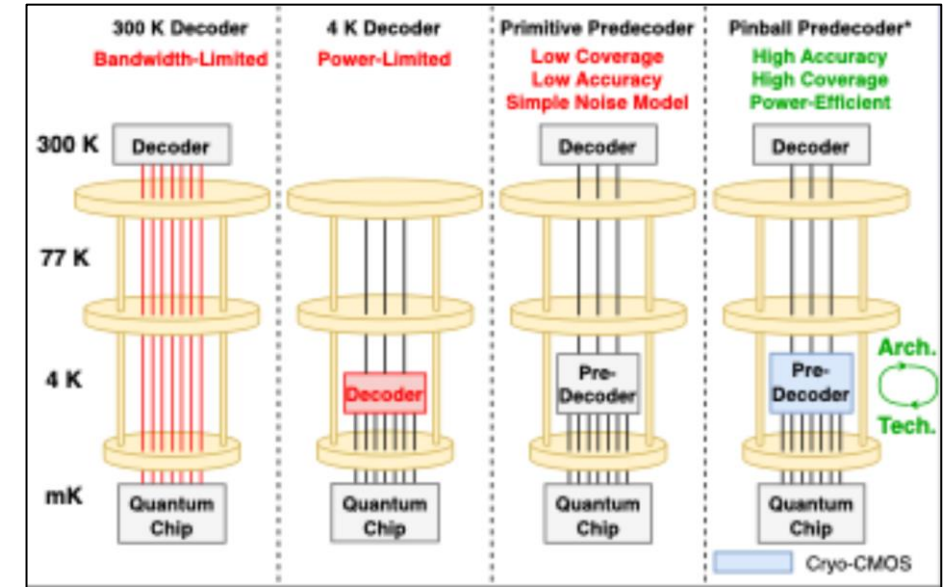 300 K Decoder
Bandwidth-Limited
4 K Decoder
Power-Limited
Primitive Predecoder
Low Coverage
Low Accuracy
Simple Noise Model
Pinball Predecoder*
High Accuracy
High Coverage
Power-Efficient
300 K
Decoder
Decoder
Decoder
77 K
4 K
Decoder
Pre-
Decoder
Pre-
Decoder
Arch.
Tech.
mK
Quantum
Chip
Quantum
Chip
Quantum
Chip
Quantum
Chip
Cryo-CMOS